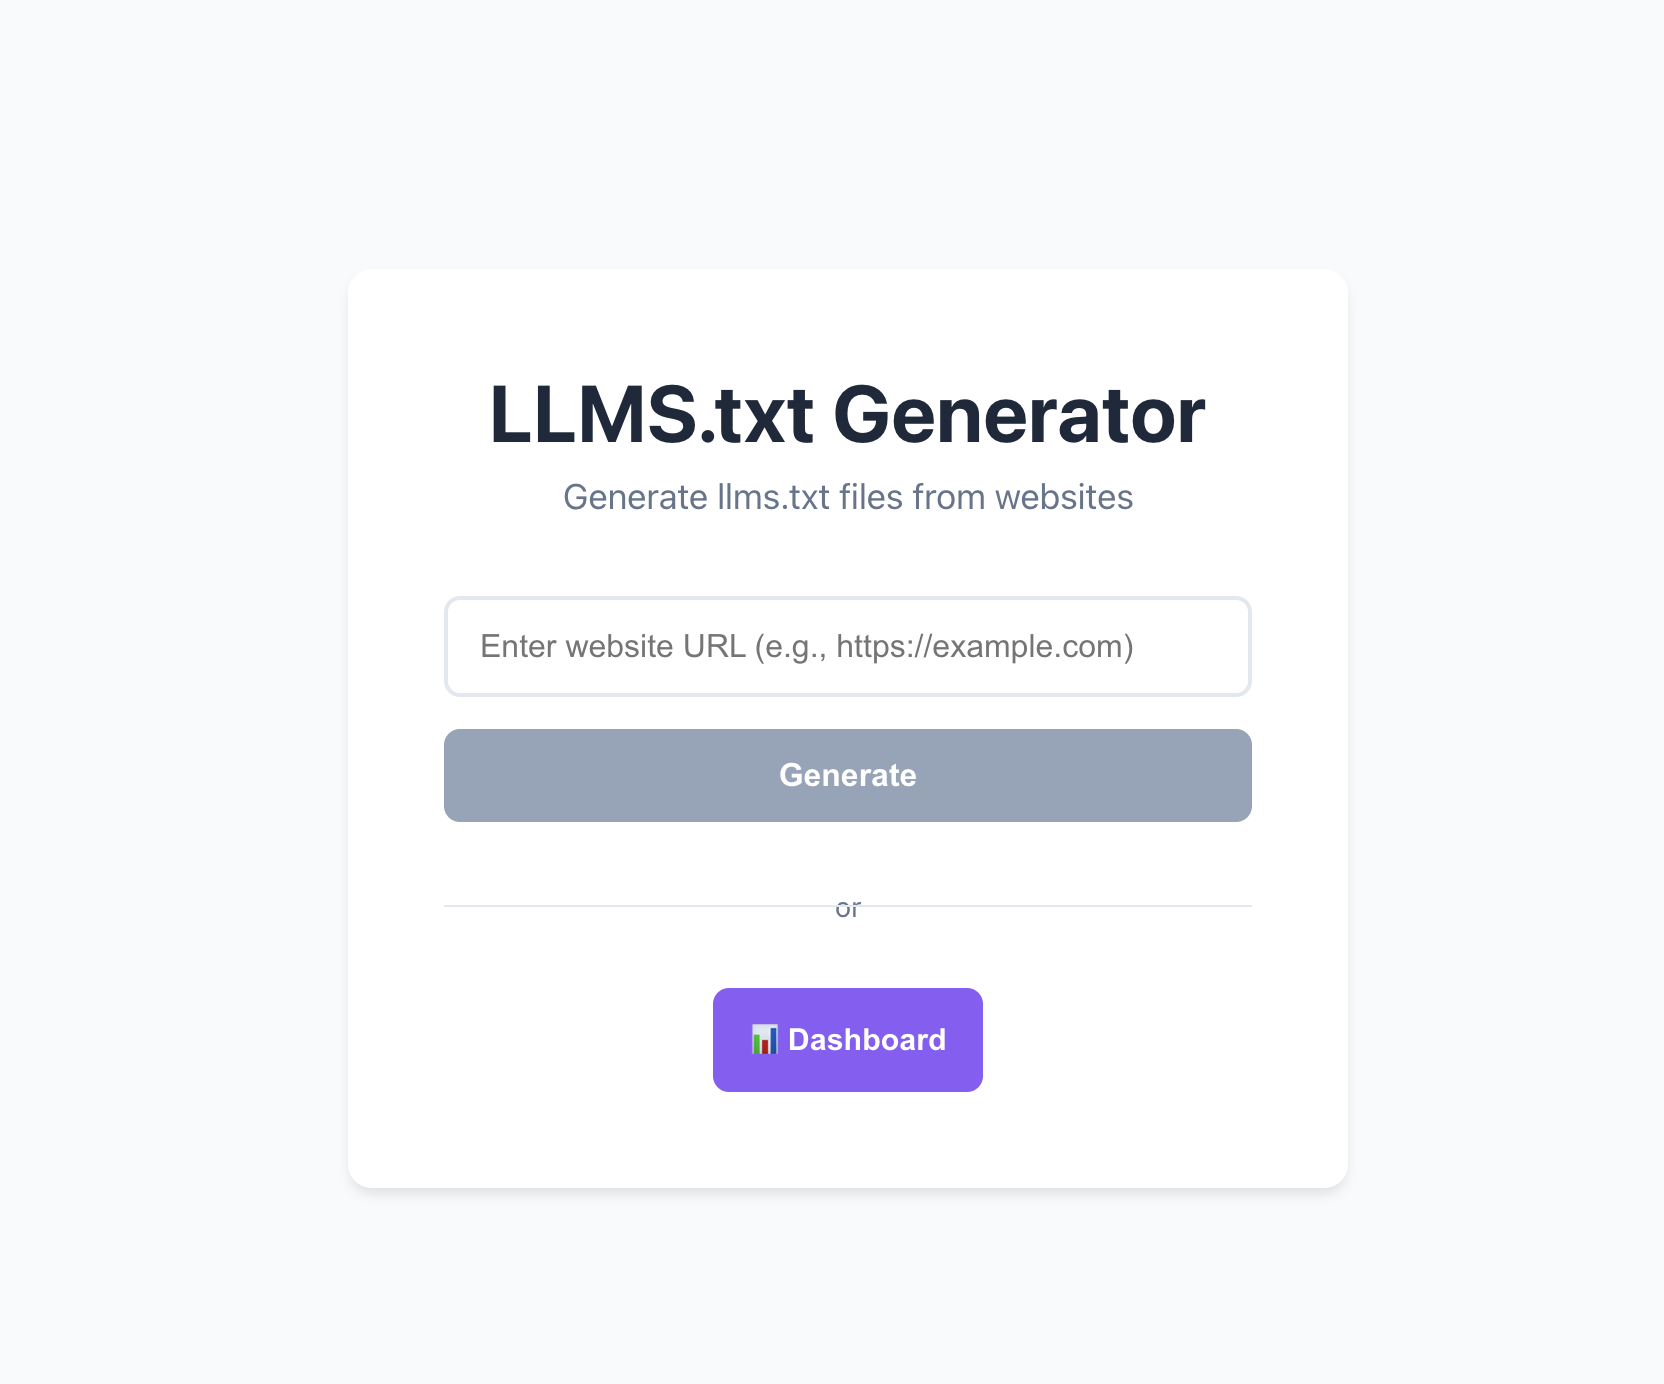 LLMS.txt Generator
Generate llms.txt files from websites
Enter website URL (e.g., https://example.com)
Generate
or
Dashboard